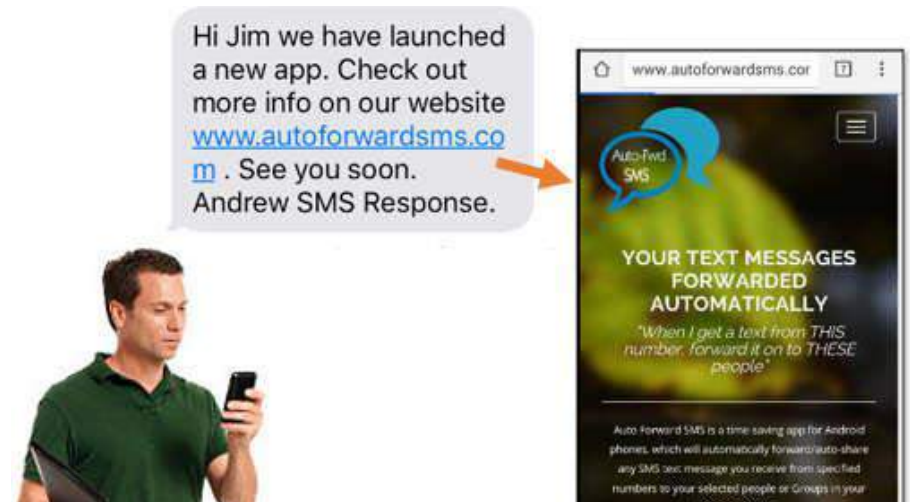 Hi Jim we have launched
a new app. Check out
more info on our website
www.autoforwardsms.co
m . See you soon.
Andrew SMS Response.
www.autoforwardsms.cor
7
Auto-Fwd
SMS
YOUR TEXT MESSAGES
FORWARDED
AUTOMATICALLY
"When I get a text from THIS
number, forward it on to THESE
people"
Auto Forward SMS is a time saving app for Android
phones, which will automatically forward/auto-share
any SMS text message you receive from specified
numbers to your selected people or Groups in your